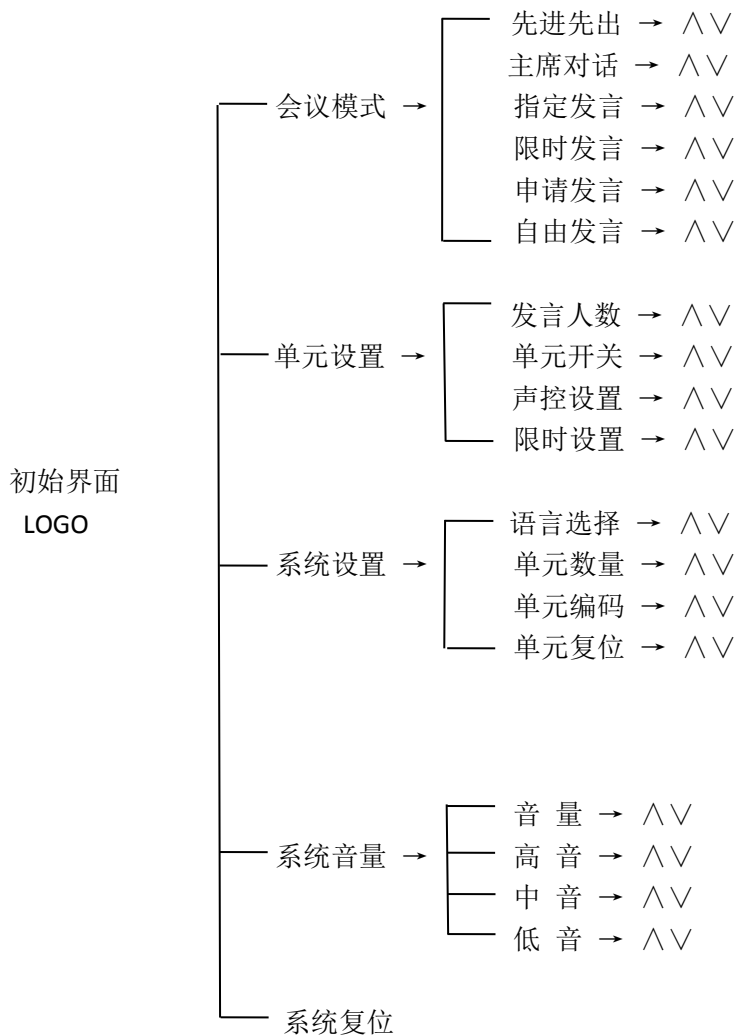 先进先出 → ∧∨
主席对话 → ∧∨
会议模式 → 指定发言 → ∧∨
限时发言 → ∧∨
申请发言 → ∧∨
自由发言 → ∧∨
发言人数 → ∧∨
单元设置 → 单元开关 → ∧∨
声控设置 → ∧∨
限时设置 → ∧∨
初始界面
LOGO
语言选择 → ∧∨
系统设置 → 单元数量 → ∧∨
单元编码 → ∧∨
单元复位 → ∧∨
音 量 → ∧∨
系统音量 → 高 音 → ∧∨
中 音 → ∧∨
低 音 → ∧∨
系统复位